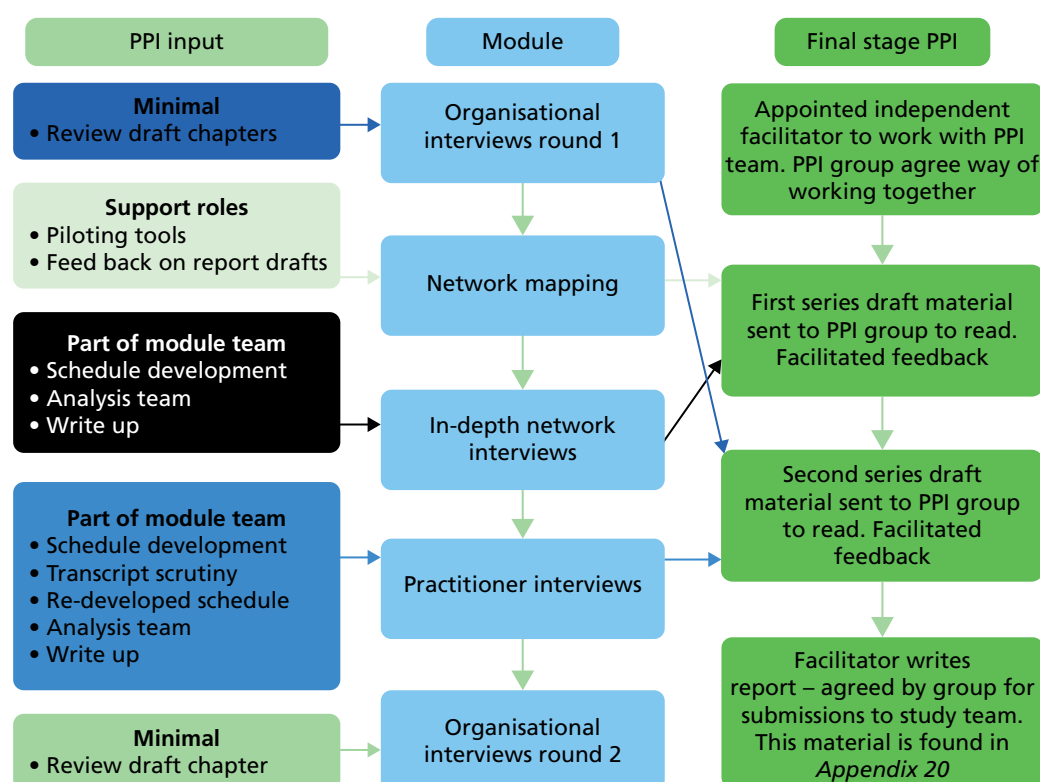 PPI input
Module
Final stage PPI
Minimal
• Review draft chapters
Support roles
• Piloting tools
• Feed back on report drafts
Part of module team
• Schedule development
• Analysis team
• Write up
Part of module team
• Schedule development
• Transcript scrutiny
• Re-developed schedule
• Analysis team
• Write up
Minimal
• Review draft chapter
Organisational
interviews round 1
Network mapping
In-depth network
interviews
Practitioner interviews
Organisational
interviews round 2
Appointed independent
facilitator to work with PPI
team. PPI group agree way of
working together
First series draft material
sent to PPI group to read.
Facilitated feedback
Second series draft
material sent to PPI group
to read. Facilitated
feedback
Facilitator writes
report – agreed by group for
submissions to study team.
This material is found in
Appendix 20